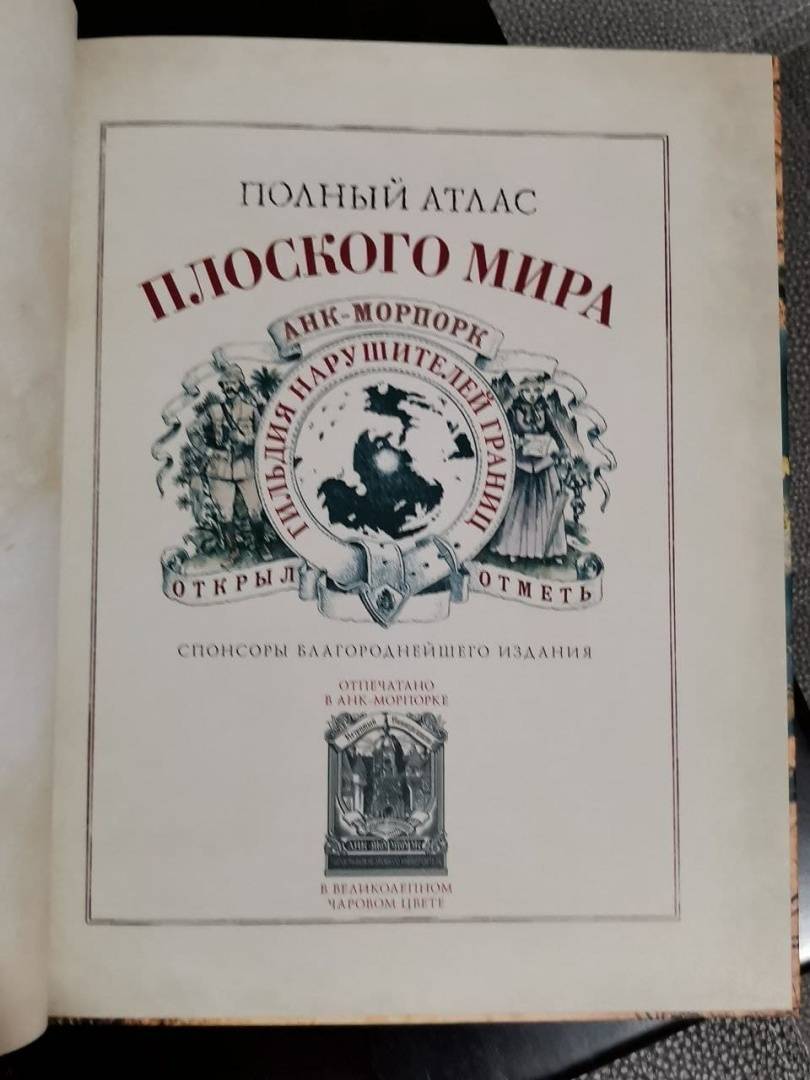 ПОЛНЫЙ АТЛАС
ПЛОСКОГО МИРА
АНК-МОРПОРК
ГИЛЬДИЯ НАРУШИТЕЛЕЙ ГРАНИЦ
ОТКРЫЛ
ОТМЕТЬ
СПОНСОРЫ БЛАГОРОДНЕЙШЕГО ИЗДАНИЯ
ОТПЕЧАТАНО
В АНК-МОРПОРКЕ
В ВЕЛИКОЛЕПНОМ
ЧАРОВОМ ЦВЕТЕ